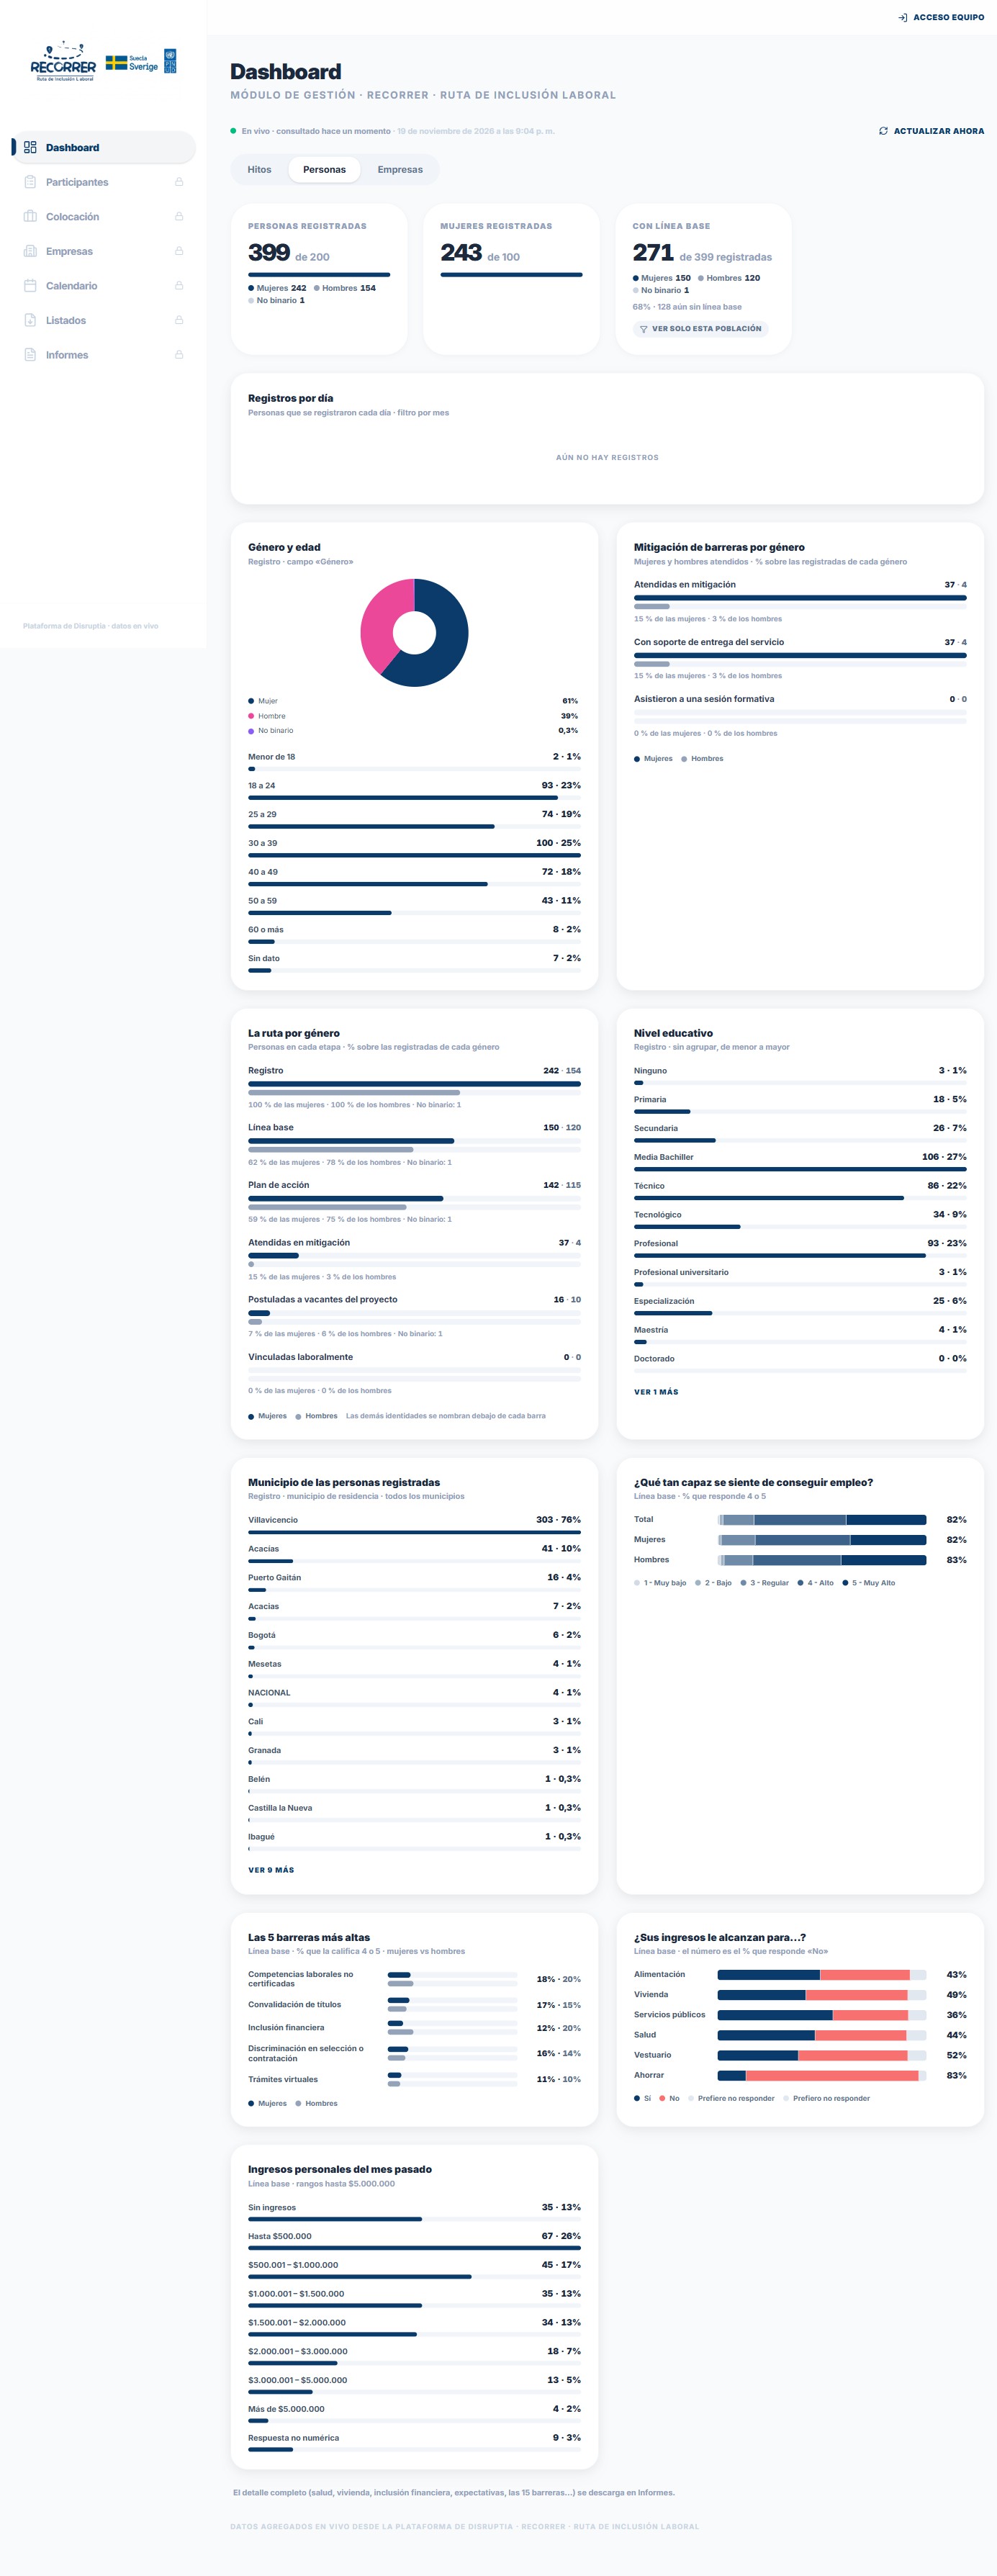 ACCESO EQUIPO
RECORRER
Ruta de Inclusión Laboral
Suecia
Sverige
Dashboard
Participantes
Colocación
Empresas
Calendario
Listados
Informes
Plataforma de Disruptia · datos en vivo
Dashboard
MÓDULO DE GESTIÓN · RECORRER · RUTA DE INCLUSIÓN LABORAL
En vivo · consultado hace un momento · 19 de noviembre de 2026 a las 9:04 p. m.
ACTUALIZAR AHORA
Hitos Personas Empresas
PERSONAS REGISTRADAS
399 de 200
Mujeres 242 Hombres 154
No binario 1
MUJERES REGISTRADAS
243 de 100
CON LÍNEA BASE
271 de 399 registradas
Mujeres 150 Hombres 120
No binario 1
68% · 128 aún sin línea base
VER SOLO ESTA POBLACIÓN
Registros por día
Personas que se registraron cada día · filtro por mes
AÚN NO HAY REGISTROS
Género y edad
Registro · campo «Género»
Mujer 61%
Hombre 39%
No binario 0,3%
Menor de 18 2 · 1%
18 a 24 93 · 23%
25 a 29 74 · 19%
30 a 39 100 · 25%
40 a 49 72 · 18%
50 a 59 43 · 11%
60 o más 8 · 2%
Sin dato 7 · 2%
Mitigación de barreras por género
Mujeres y hombres atendidos · % sobre las registradas de cada género
Atendidas en mitigación 37 · 4
15 % de las mujeres · 3 % de los hombres
Con soporte de entrega del servicio 37 · 4
15 % de las mujeres · 3 % de los hombres
Asistieron a una sesión formativa 0 · 0
0 % de las mujeres · 0 % de los hombres
Mujeres Hombres
La ruta por género
Personas en cada etapa · % sobre las registradas de cada género
Registro 242 · 154
100 % de las mujeres · 100 % de los hombres · No binario: 1
Línea base 150 · 120
62 % de las mujeres · 78 % de los hombres · No binario: 1
Plan de acción 142 · 115
59 % de las mujeres · 75 % de los hombres · No binario: 1
Atendidas en mitigación 37 · 4
15 % de las mujeres · 3 % de los hombres
Postuladas a vacantes del proyecto 16 · 10
7 % de las mujeres · 6 % de los hombres · No binario: 1
Vinculadas laboralmente 0 · 0
0 % de las mujeres · 0 % de los hombres
Mujeres Hombres Las demás identidades se nombran debajo de cada barra
Nivel educativo
Registro · sin agrupar, de menor a mayor
Ninguno 3 · 1%
Primaria 18 · 5%
Secundaria 26 · 7%
Media Bachiller 106 · 27%
Técnico 86 · 22%
Tecnológico 34 · 9%
Profesional 93 · 23%
Profesional universitario 3 · 1%
Especialización 25 · 6%
Maestría 4 · 1%
Doctorado 0 · 0%
VER 1 MÁS
Municipio de las personas registradas
Registro · municipio de residencia · todos los municipios
Villavicencio 303 · 76%
Acacías 41 · 10%
Puerto Gaitán 16 · 4%
Acacias 7 · 2%
Bogotá 6 · 2%
Mesetas 4 · 1%
NACIONAL 4 · 1%
Cali 3 · 1%
Granada 3 · 1%
Belén 1 · 0,3%
Castilla la Nueva 1 · 0,3%
Ibagué 1 · 0,3%
VER 9 MÁS
¿Qué tan capaz se siente de conseguir empleo?
Línea base · % que responde 4 o 5
Total 82%
Mujeres 82%
Hombres 83%
1 - Muy bajo 2 - Bajo 3 - Regular 4 - Alto 5 - Muy Alto
Las 5 barreras más altas
Línea base · % que la califica 4 o 5 · mujeres vs hombres
Competencias laborales no
certificadas 18% · 20%
Convalidación de títulos 17% · 15%
Inclusión financiera 12% · 20%
Discriminación en selección o
contratación 16% · 14%
Trámites virtuales 11% · 10%
Mujeres Hombres
¿Sus ingresos le alcanzan para…?
Línea base · el número es el % que responde «No»
Alimentación 43%
Vivienda 49%
Servicios públicos 36%
Salud 44%
Vestuario 52%
Ahorrar 83%
Sí No Prefiere no responder Prefiero no responder
Ingresos personales del mes pasado
Línea base · rangos hasta $5.000.000
Sin ingresos 35 · 13%
Hasta $500.000 67 · 26%
$500.001 – $1.000.000 45 · 17%
$1.000.001 – $1.500.000 35 · 13%
$1.500.001 – $2.000.000 34 · 13%
$2.000.001 – $3.000.000 18 · 7%
$3.000.001 – $5.000.000 13 · 5%
Más de $5.000.000 4 · 2%
Respuesta no numérica 9 · 3%
El detalle completo (salud, vivienda, inclusión financiera, expectativas, las 15 barreras…) se descarga en Informes.
DATOS AGREGADOS EN VIVO DESDE LA PLATAFORMA DE DISRUPTIA · RECORRER · RUTA DE INCLUSIÓN LABORAL